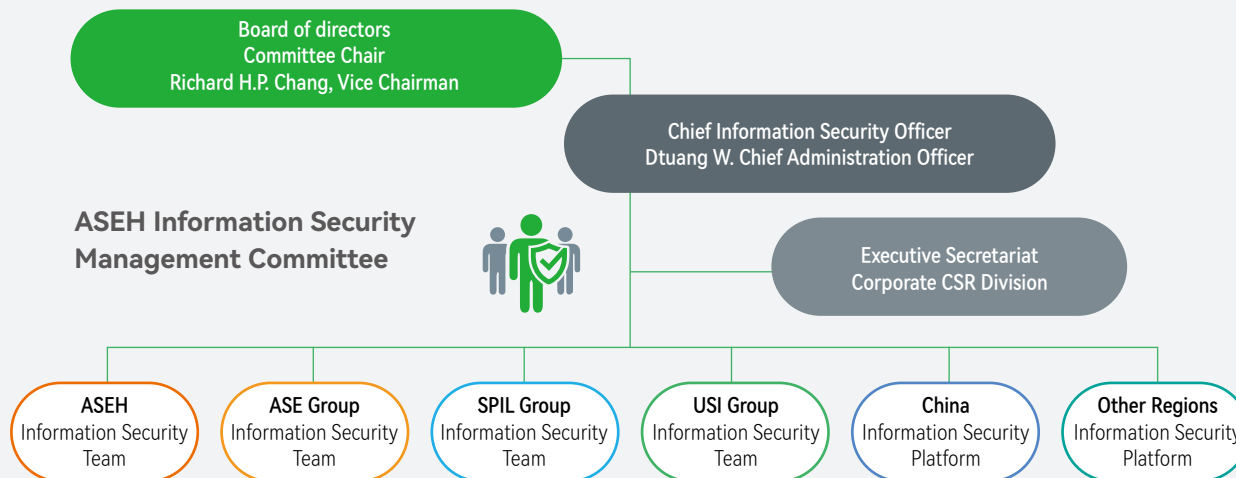 Board of directors
Committee Chair
Richard H.P. Chang, Vice Chairman
Chief Information Security Officer
Dtuang W. Chief Administration Officer
ASEH Information Security
Management Committee
Executive Secretariat
Corporate CSR Division
ASEH
Information Security
Team
ASE Group
Information Security
Team
SPIL Group
Information Security
Team
USI Group
Information Security
Team
China
Information Security
Platform
Other Regions
Information Security
Platform